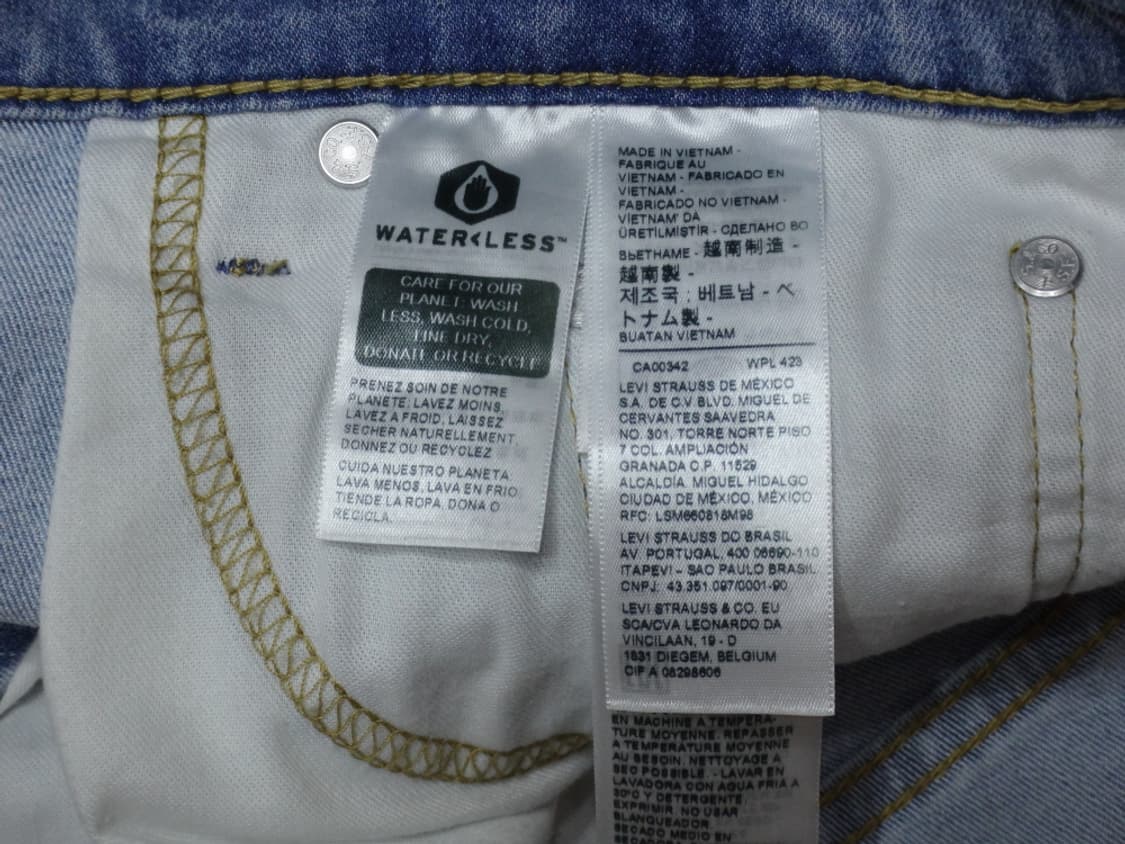 WATER<LESS™
CARE FOR OUR
PLANET: WASH
LESS, WASH COLD,
LINE DRY,
DONATE OR RECYCLE
PRENEZ SOIN DE NOTRE
PLANETE: LAVEZ MOINS,
LAVEZ A FROID, LAISSEZ
SECHER NATURELLEMENT,
DONNEZ OU RECYCLEZ
CUIDA NUESTRO PLANETA
LAVA MENOS, LAVA EN FRIO,
TIENDE LA ROPA, DONA O
RECICLA.
MADE IN VIETNAM -
FABRIQUE AU
VIETNAM - FABRICADO EN
VIETNAM -
FABRICADO NO VIETNAM -
VİETNAM' DA
ÜRETILMIŞTIR - СДЕЛАНО ВО
ВЬЕТНАМЕ - 越南制造 -
越南製 -
제조국 : 베트남 - ベ
トナム製 -
BUATAN VIETNAM
CA00342 WPL 423
LEVI STRAUSS DE MÉXICO
S.A. DE C.V BLVD. MIGUEL DE
CERVANTES SAAVEDRA
NO. 301, TORRE NORTE PISO
7 COL. AMPLIACIÓN
GRANADA C.P. 11529
ALCALDÍA. MIGUEL HIDALGO
CIUDAD DE MÉXICO, MÉXICO
RFC: LSM660818M98
LEVI STRAUSS DO BRASIL
AV. PORTUGAL, 400 06690-110
ITAPEVI - SAO PAULO BRASIL
CNPJ: 43.351.097/0001-90
LEVI STRAUSS & CO. EU
SCA/CVA LEONARDO DA
VINCILAAN, 19 - D
1831 DIEGEM, BELGIUM
CIF A 08298606
EN MACHINE A TEMPERA-
TURE MOYENNE. REPASSER
A TEMPERATURE MOYENNE
AU BESOIN. NETTOYAGE A
SEC POSSIBLE. - LAVAR EN
LAVADORA CON AGUA FRIA A
30°C Y DETERGENTE.
EXPRIMIR. NO USAR
BLANQUEADOR
SECADO MEDIO EN